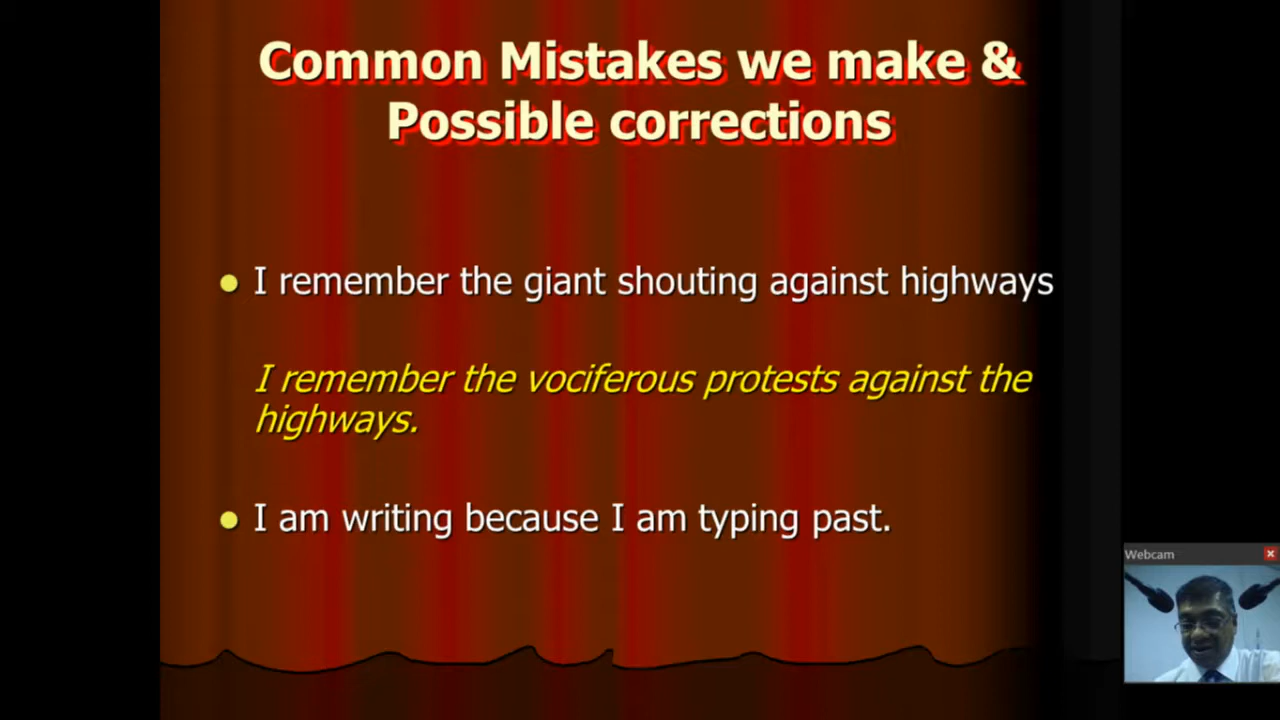 Common Mistakes we make &
Possible corrections
I remember the giant shouting against highways
I remember the vociferous protests against the
highways.
I am writing because I am typing past.
Webcam